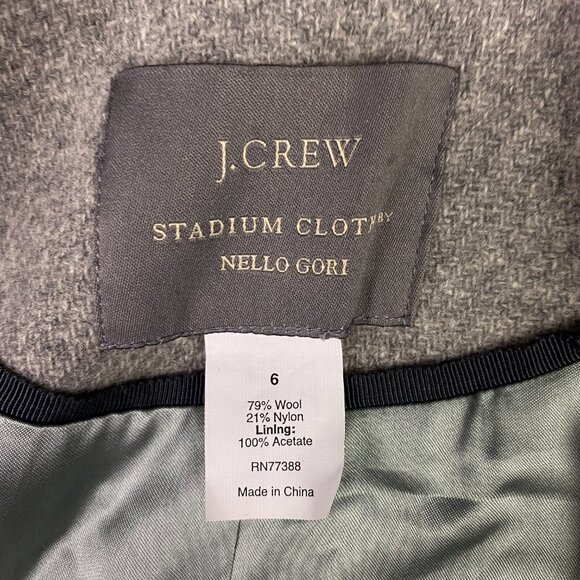 J.CREW
STADIUM CLOTH BY
NELLO GORI
6
79% Wool
21% Nylon
Lining:
100% Acetate
RN77388
Made in China